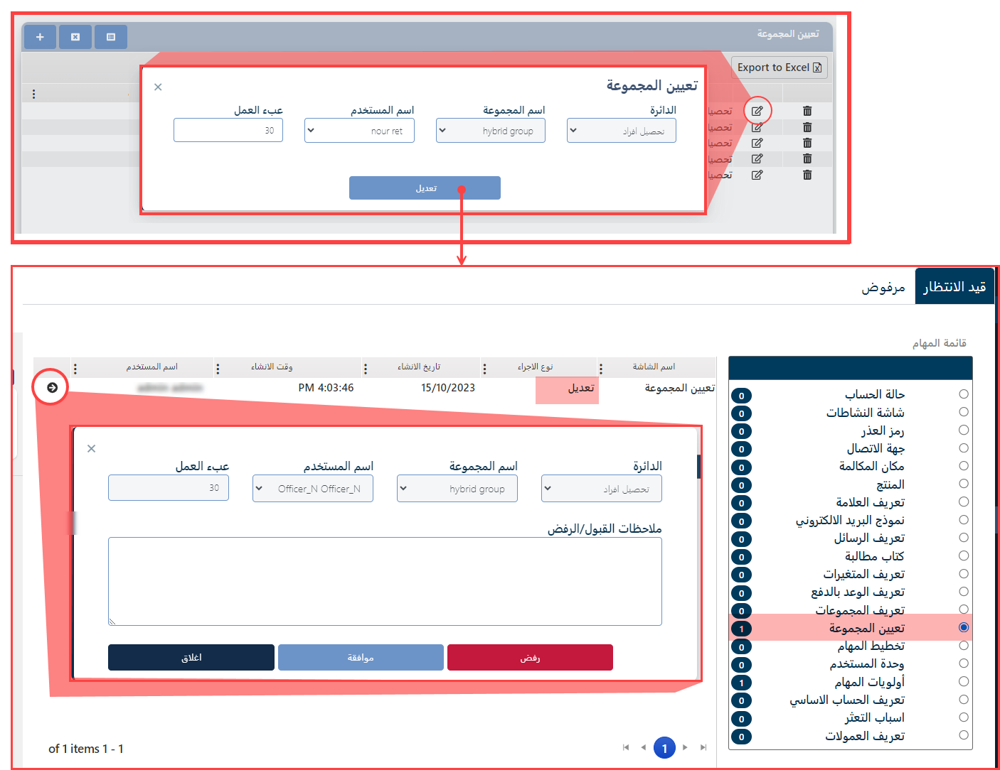 تعيين المجموعة
Export to Excel
تعيين المجموعة
×
الدائرة
اسم المجموعة
اسم المستخدم
عبء العمل
تحصيل افراد
hybrid group
nour ret
30
تعديل
تحصيل
قيد الانتظار
مرفوض
قائمة المهام
اسم الشاشة
نوع الاجراء
تاريخ الانشاء
وقت الانشاء
اسم المستخدم
تعيين المجموعة
تعديل
15/10/2023
4:03:46 PM
حالة الحساب 0
شاشة النشاطات 0
رمز العذر 0
جهة الاتصال 0
مكان المكالمة 0
المنتج 0
تعريف العلامة 0
نموذج البريد الالكتروني 0
تعريف الرسائل 0
كتاب مطالبة 0
تعريف المتغيرات 0
تعريف الوعد بالدفع 0
تعريف المجموعات 0
تعيين المجموعة 1
تخطيط المهام 0
وحدة المستخدم 0
أولويات المهام 1
تعريف الحساب الاساسي 0
اسباب التعثر 0
تعريف العمولات 0
×
الدائرة
اسم المجموعة
اسم المستخدم
عبء العمل
تحصيل افراد
hybrid group
Officer_N Officer_N
30
ملاحظات القبول/الرفض
رفض
موافقة
اغلاق
1
of 1 items 1 - 1